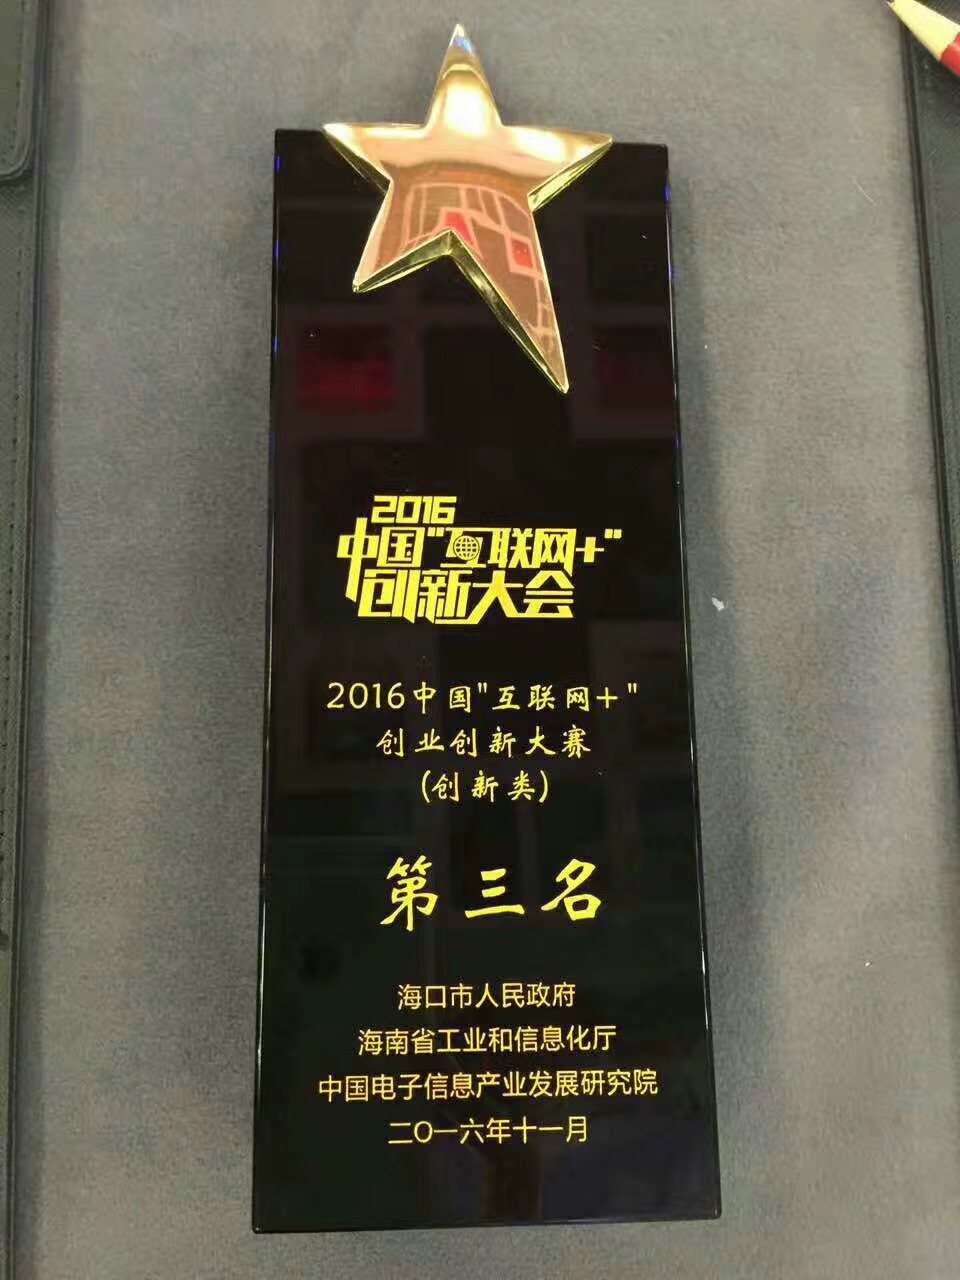 2016
中国"互联网+"
创新大会
2016中国"互联网+"
创业创新大赛
(创新类)
第三名
海口市人民政府
海南省工业和信息化厅
中国电子信息产业发展研究院
二〇一六年十一月